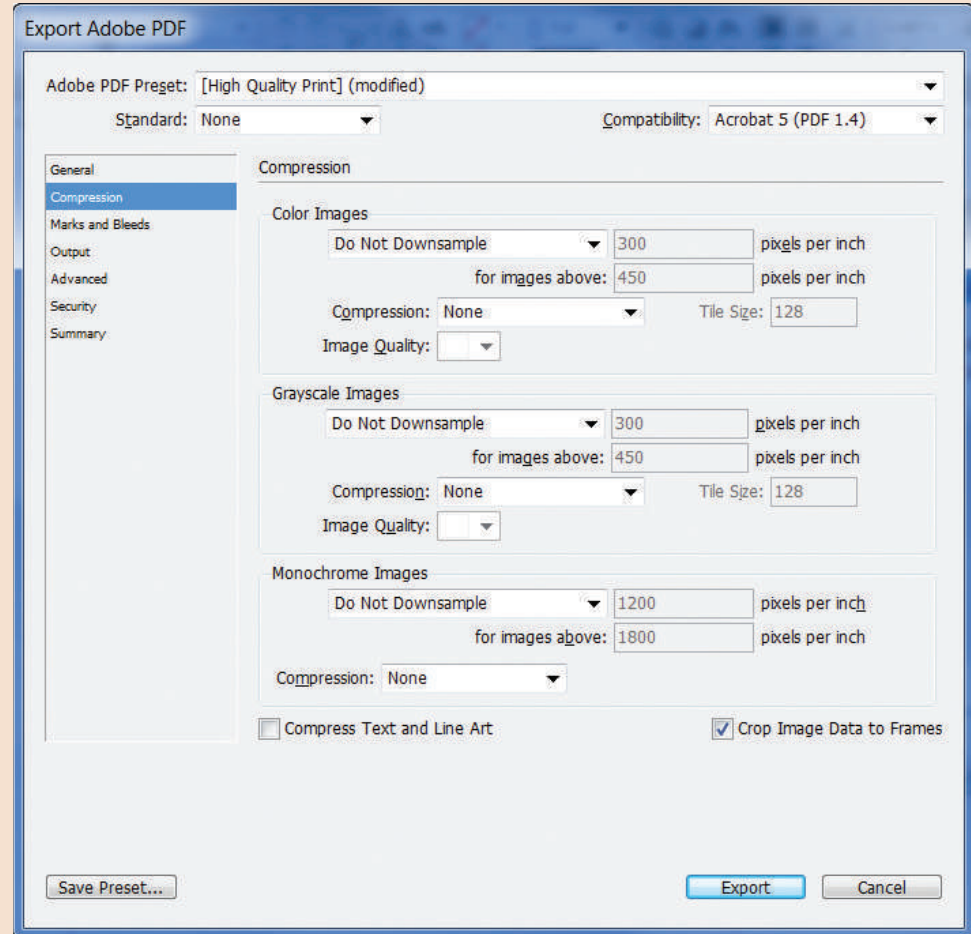 Export Adobe PDF
Adobe PDF Preset: [High Quality Print] (modified)
Standard: None Compatibility: Acrobat 5 (PDF 1.4)
General
Compression
Marks and Bleeds
Output
Advanced
Security
Summary
Compression
Color Images
Do Not Downsample 300 pixels per inch
for images above: 450 pixels per inch
Compression: None Tile Size: 128
Image Quality:
Grayscale Images
Do Not Downsample 300 pixels per inch
for images above: 450 pixels per inch
Compression: None Tile Size: 128
Image Quality:
Monochrome Images
Do Not Downsample 1200 pixels per inch
for images above: 1800 pixels per inch
Compression: None
Compress Text and Line Art Crop Image Data to Frames
Save Preset... Export Cancel